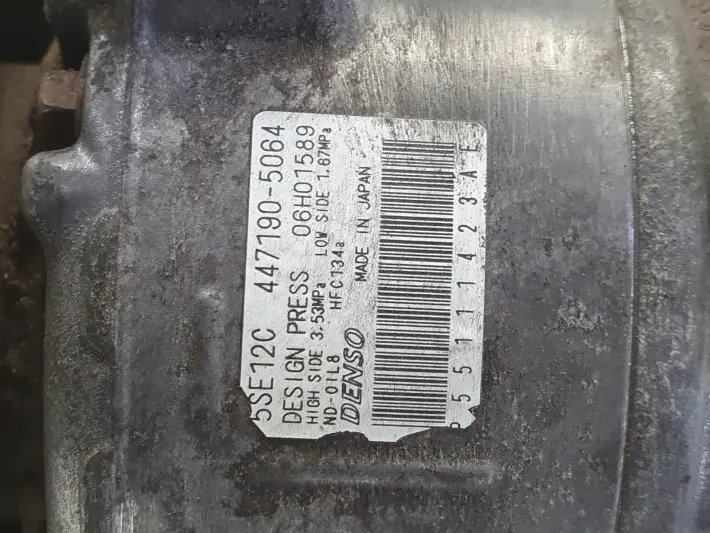 5SE12C 447190-5064
DESIGN PRESS 06H01589
HIGH SIDE 3.53MPa LOW SIDE 1.67MPa
ND-OIL8 HFC134a
DENSO MADE IN JAPAN
P55111423AE